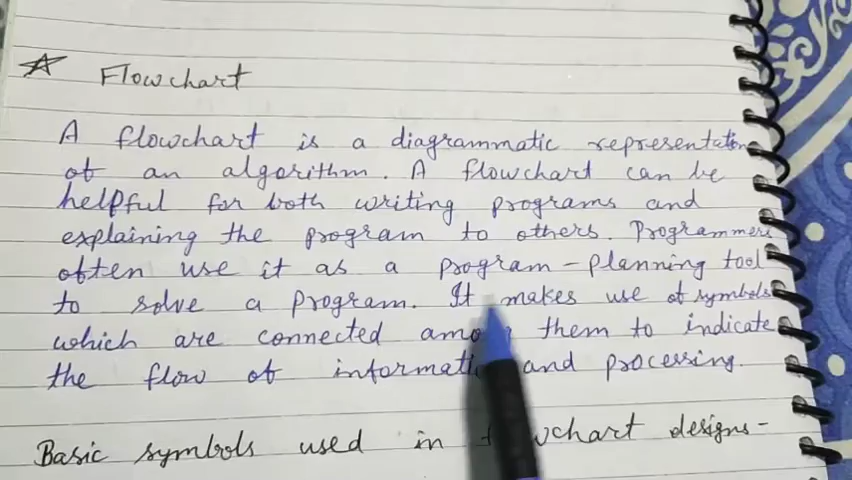 ☆ Flowchart
A flowchart is a diagrammatic representation
of an algorithm. A flowchart can be
helpful for both writing programs and
explaining the program to others. Programmers
often use it as a program-planning tool
to solve a program. It makes use of symbols
which are connected among them to indicate
the flow of information and processing.
Basic symbols used in flowchart designs-